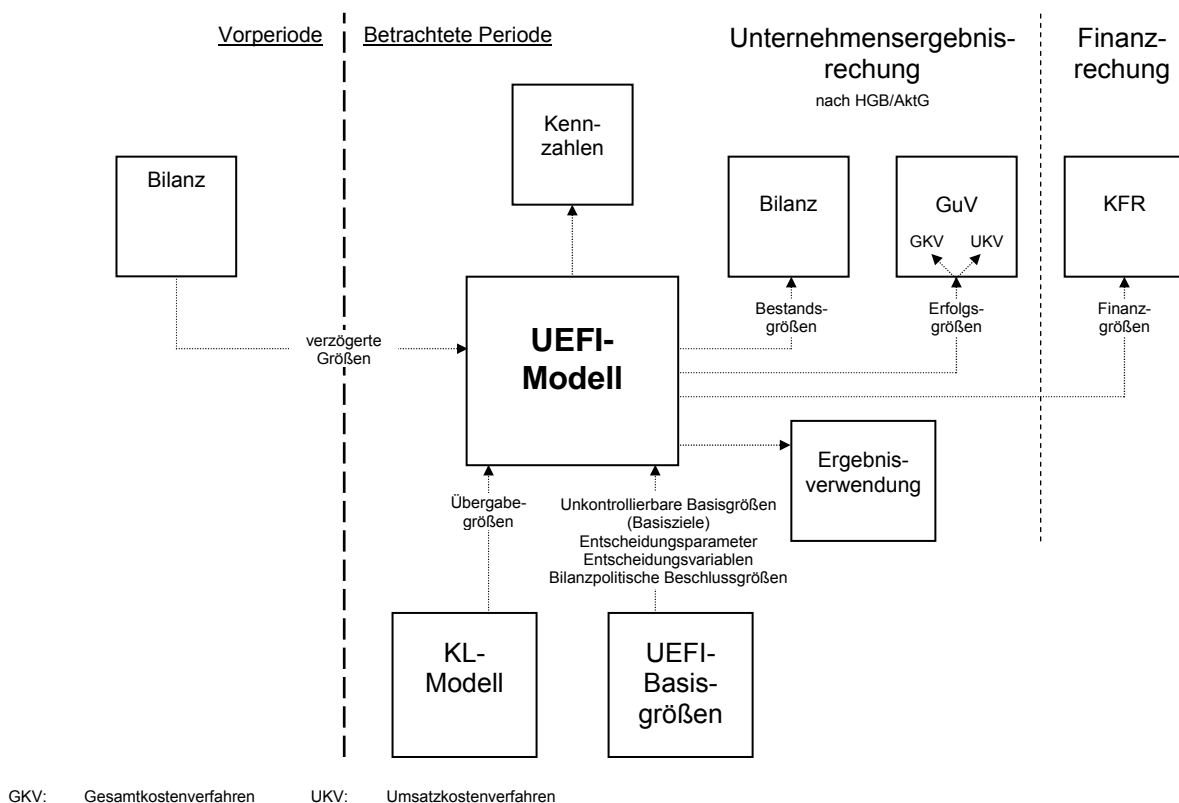 Vorperiode
Betrachtete Periode
Unternehmensergebnis-
rechung
nach HGB/AktG
Finanz-
rechung
Kenn-
zahlen
Bilanz
Bilanz
GuV
GKV
UKV
KFR
verzögerte
Größen
UEFI-
Modell
Bestands-
größen
Erfolgs-
größen
Finanz-
größen
Ergebnis-
verwendung
Übergabe-
größen
Unkontrollierbare Basisgrößen
(Basisziele)
Entscheidungsparameter
Entscheidungsvariablen
Bilanzpolitische Beschlussgrößen
KL-
Modell
UEFI-
Basis-
größen
GKV: Gesamtkostenverfahren UKV: Umsatzkostenverfahren